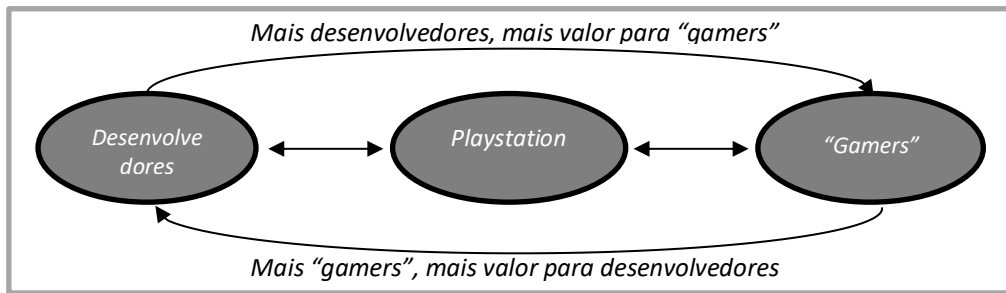 Mais desenvolvedores, mais valor para “gamers”
Desenvolve
dores
Playstation
“Gamers”
Mais “gamers”, mais valor para desenvolvedores